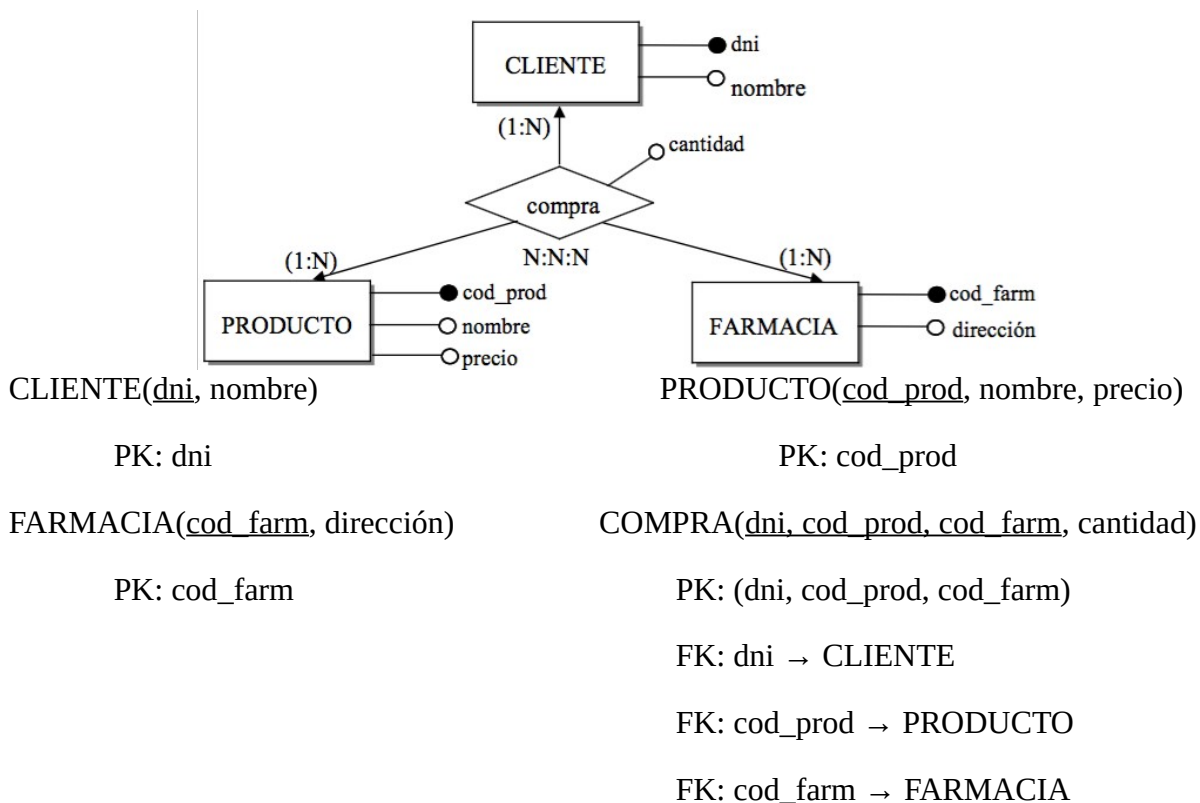 CLIENTE
dni
nombre
(1:N)
cantidad
compra
(1:N)
N:N:N
(1:N)
PRODUCTO
cod_prod
nombre
precio
FARMACIA
cod_farm
dirección
CLIENTE(dni, nombre)
PRODUCTO(cod_prod, nombre, precio)
PK: dni
PK: cod_prod
FARMACIA(cod_farm, dirección)
COMPRA(dni, cod_prod, cod_farm, cantidad)
PK: cod_farm
PK: (dni, cod_prod, cod_farm)
FK: dni → CLIENTE
FK: cod_prod → PRODUCTO
FK: cod_farm → FARMACIA